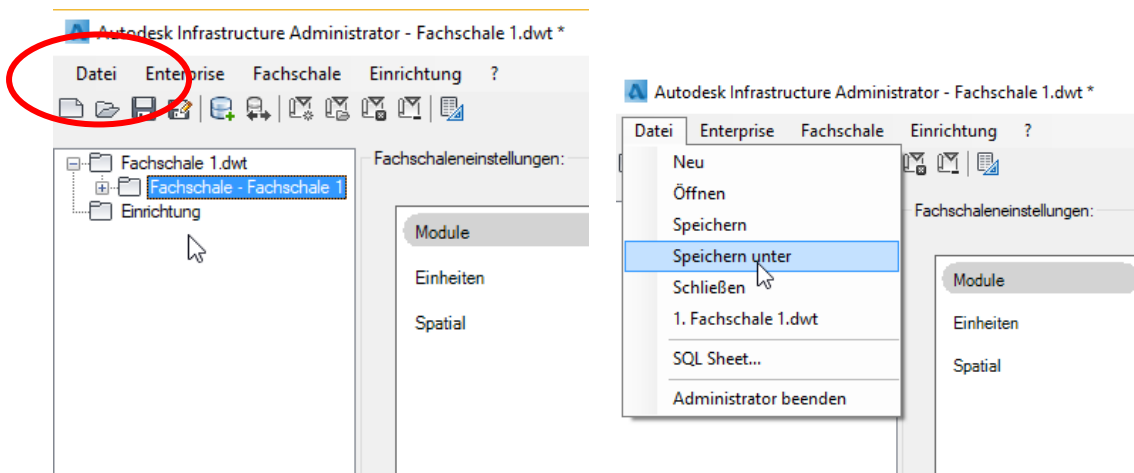 Autodesk Infrastructure Administrator - Fachschale 1.dwt *
Datei Enterprise Fachschale Einrichtung ?
Fachschale 1.dwt
Fachschale - Fachschale 1
Einrichtung
Fachschaleneinstellungen:
Module
Einheiten
Spatial
Autodesk Infrastructure Administrator - Fachschale 1.dwt *
Datei Enterprise Fachschale Einrichtung ?
Neu
Öffnen
Speichern
Speichern unter
Schließen
1. Fachschale 1.dwt
SQL Sheet...
Administrator beenden
Fachschaleneinstellungen:
Module
Einheiten
Spatial